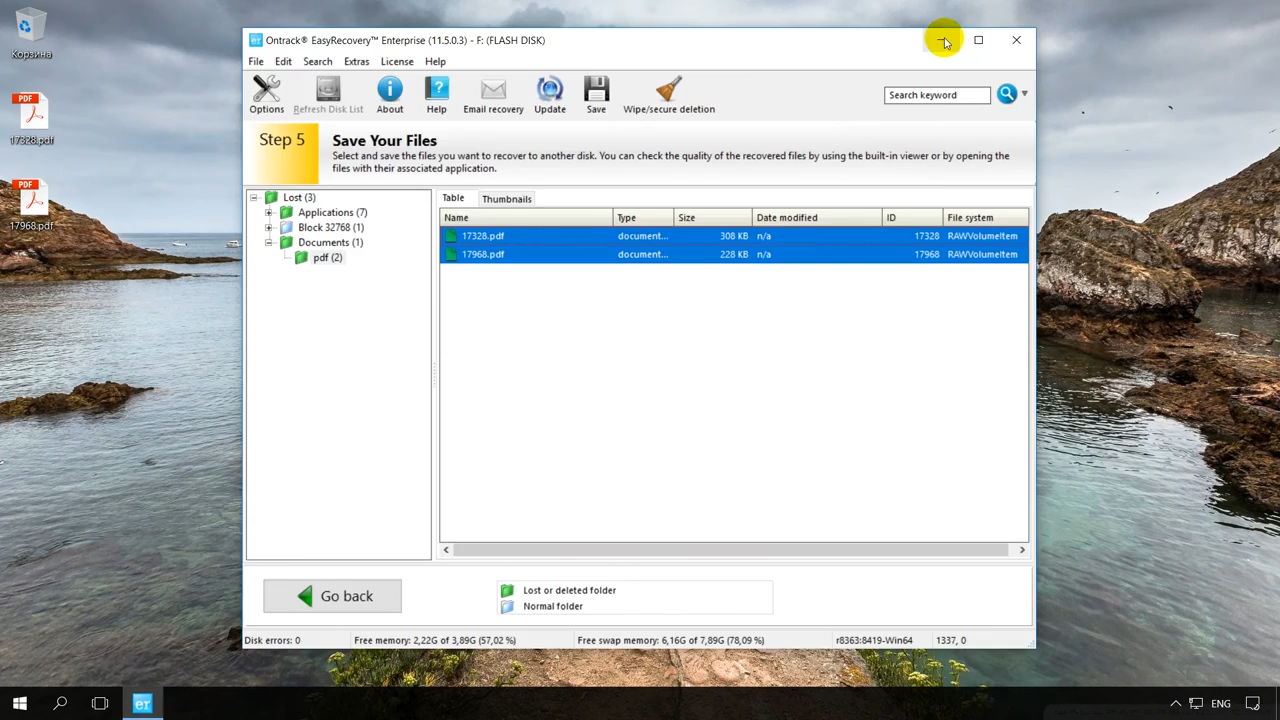 Корзина
PDF
17328.pdf
PDF
17968.pdf
er Ontrack® EasyRecovery™ Enterprise (11.5.0.3) - F: (FLASH DISK)
File Edit Search Extras License Help
Options Refresh Disk List About Help Email recovery Update Save Wipe/secure deletion
Search keyword
Step 5
Save Your Files
Select and save the files you want to recover to another disk. You can check the quality of the recovered files by using the built-in viewer or by opening the
files with their associated application.
Lost (3)
Applications (7)
Block 32768 (1)
Documents (1)
pdf (2)
Table Thumbnails
Name Type Size Date modified ID File system
17328.pdf document... 308 KB n/a 17328 RAWVolumeItem
17968.pdf document... 228 KB n/a 17968 RAWVolumeItem
Go back
Lost or deleted folder
Normal folder
Disk errors: 0 Free memory: 2,22G of 3,89G (57,02 %) Free swap memory: 6,16G of 7,89G (78,09 %) r8363:8419-Win64 1337, 0
er ENG